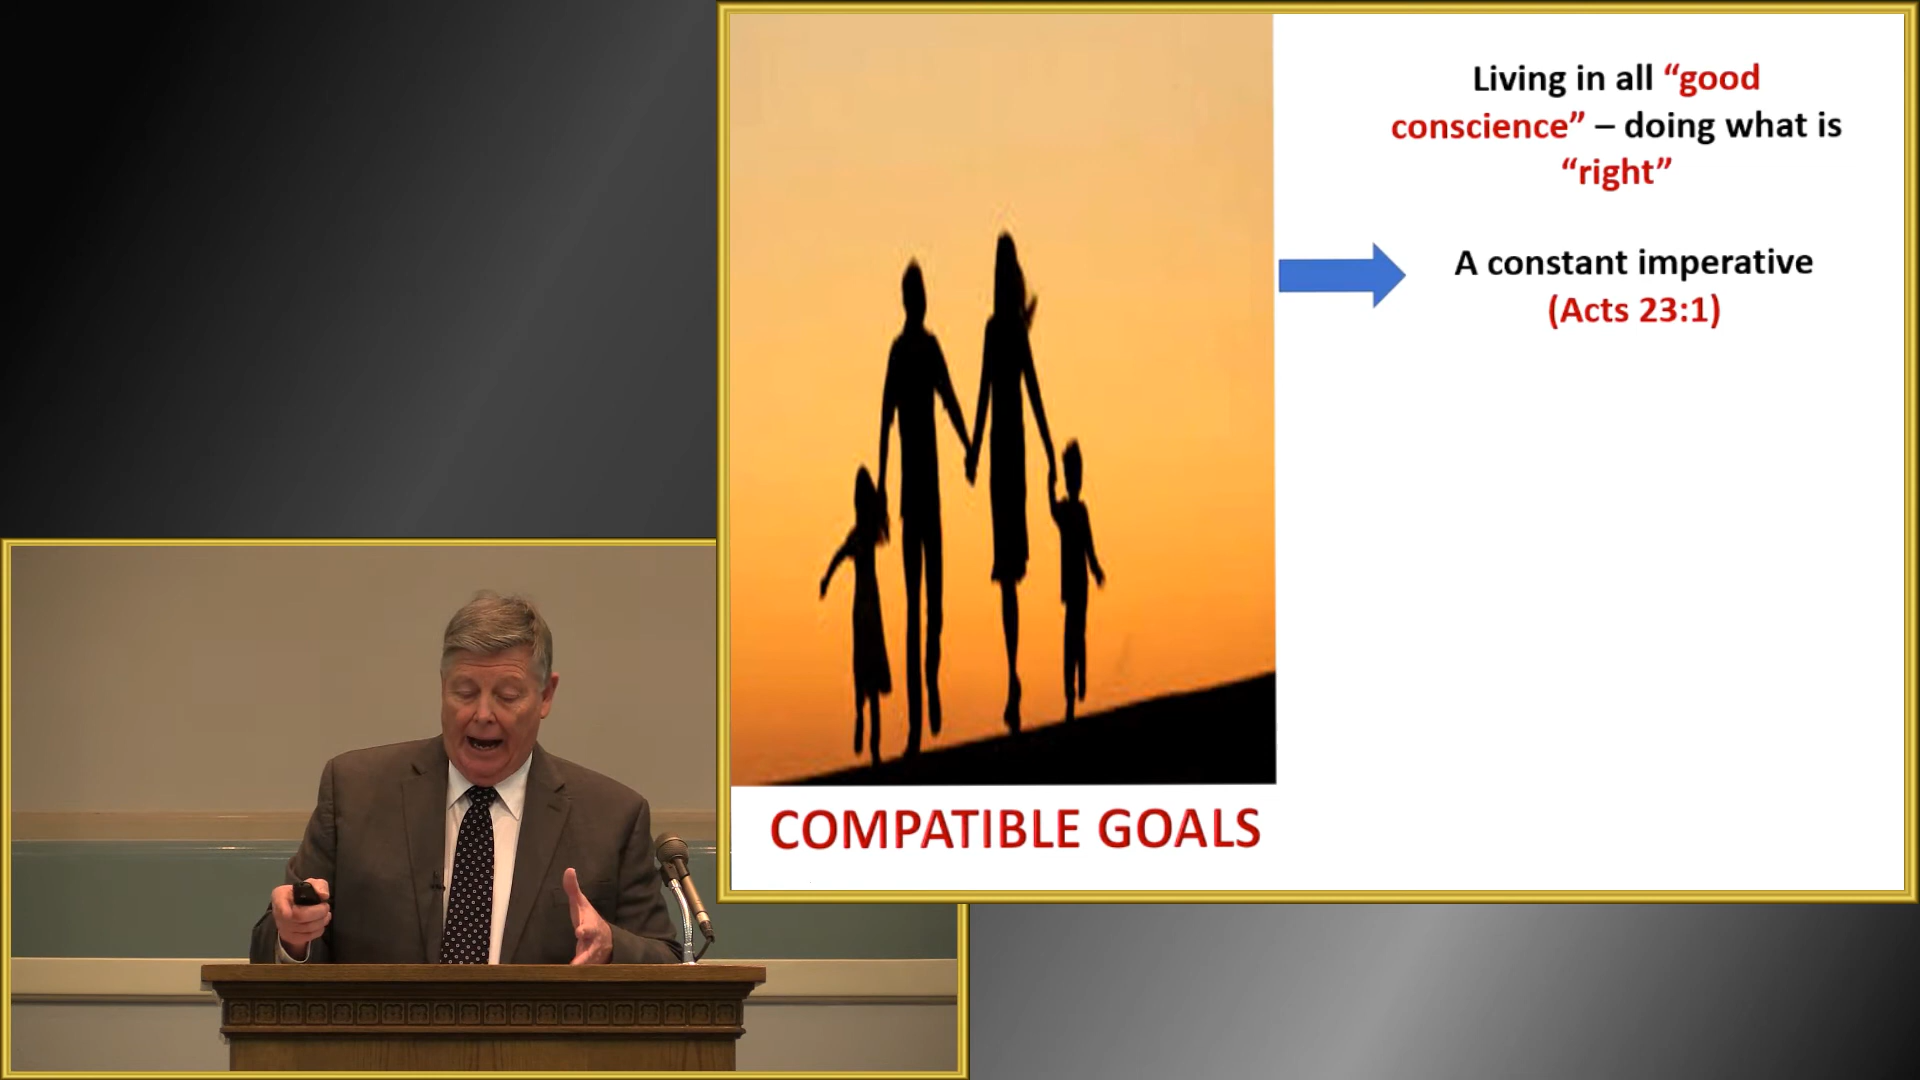 Living in all “good
conscience” – doing what is
“right”
A constant imperative
(Acts 23:1)
COMPATIBLE GOALS